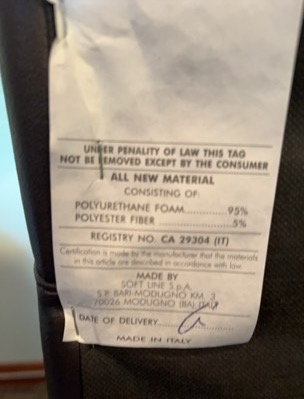 UNDER PENALITY OF LAW THIS TAG
NOT BE REMOVED EXCEPT BY THE CONSUMER
ALL NEW MATERIAL
CONSISTING OF
POLYURETHANE FOAM..............95%
POLYESTER FIBER....................5%
REGISTRY NO. CA 29304 (IT)
Certification is made by the manufacturer that the materials
in this article are described in accordance with law
MADE BY
SOFT LINE S.p.A.
S.P. BARI-MODUGNO KM. 3
70026 MODUGNO (BA) ITALY
DATE OF DELIVERY
MADE IN ITALY